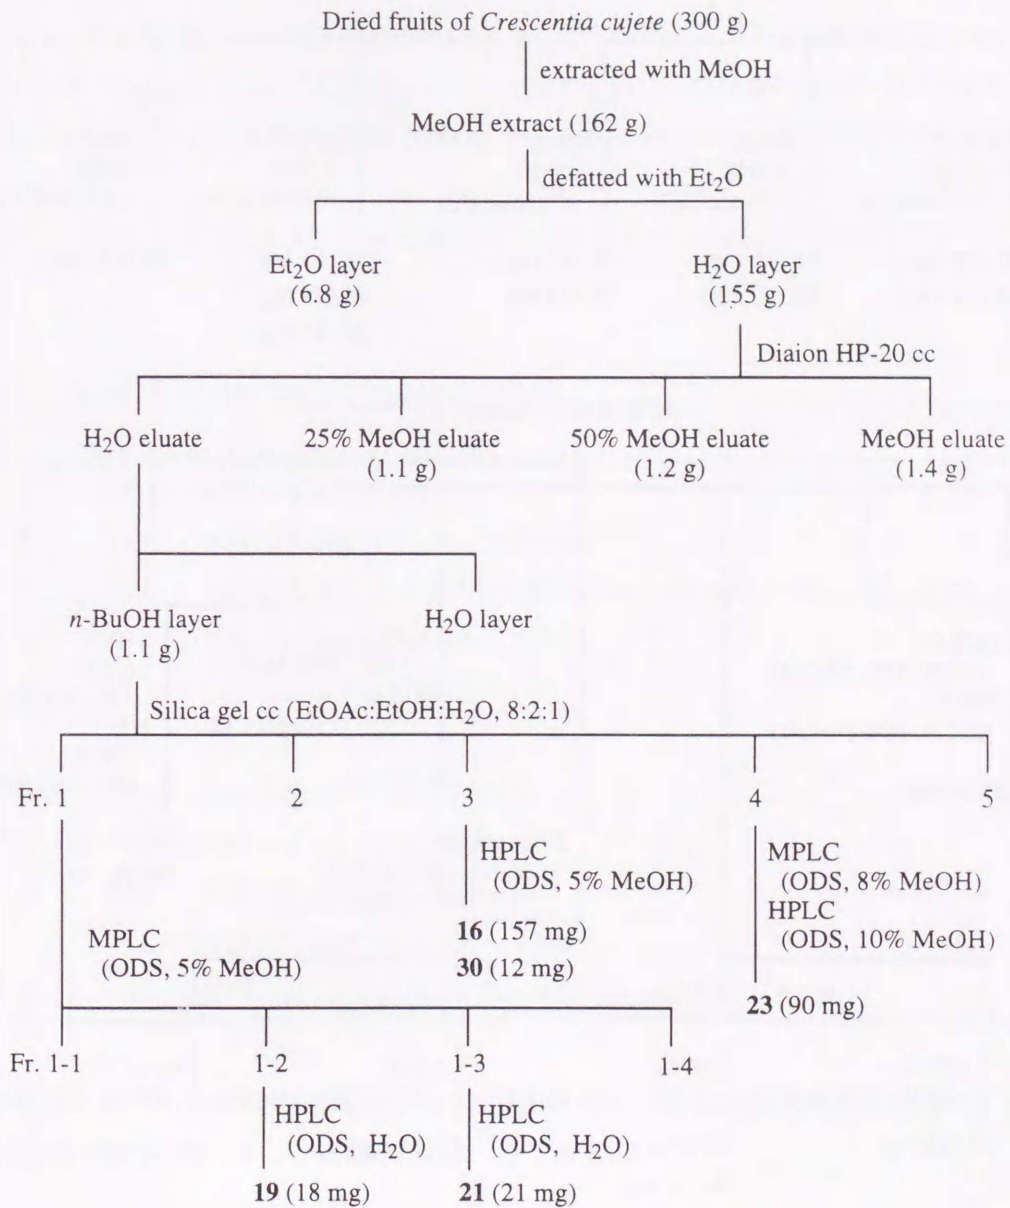 Dried fruits of Crescentia cujete (300 g)
extracted with MeOH
MeOH extract (162 g)
defatted with Et₂O
Et₂O layer
(6.8 g)
H₂O layer
(155 g)
Diaion HP-20 cc
H₂O eluate
25% MeOH eluate
(1.1 g)
50% MeOH eluate
(1.2 g)
MeOH eluate
(1.4 g)
n-BuOH layer
(1.1 g)
H₂O layer
Silica gel cc (EtOAc:EtOH:H₂O, 8:2:1)
Fr. 1 2 3 4 5
MPLC
(ODS, 5% MeOH)
HPLC
(ODS, 5% MeOH)
16 (157 mg)
30 (12 mg)
MPLC
(ODS, 8% MeOH)
HPLC
(ODS, 10% MeOH)
23 (90 mg)
Fr. 1-1 1-2 1-3 1-4
HPLC
(ODS, H₂O)
19 (18 mg)
HPLC
(ODS, H₂O)
21 (21 mg)